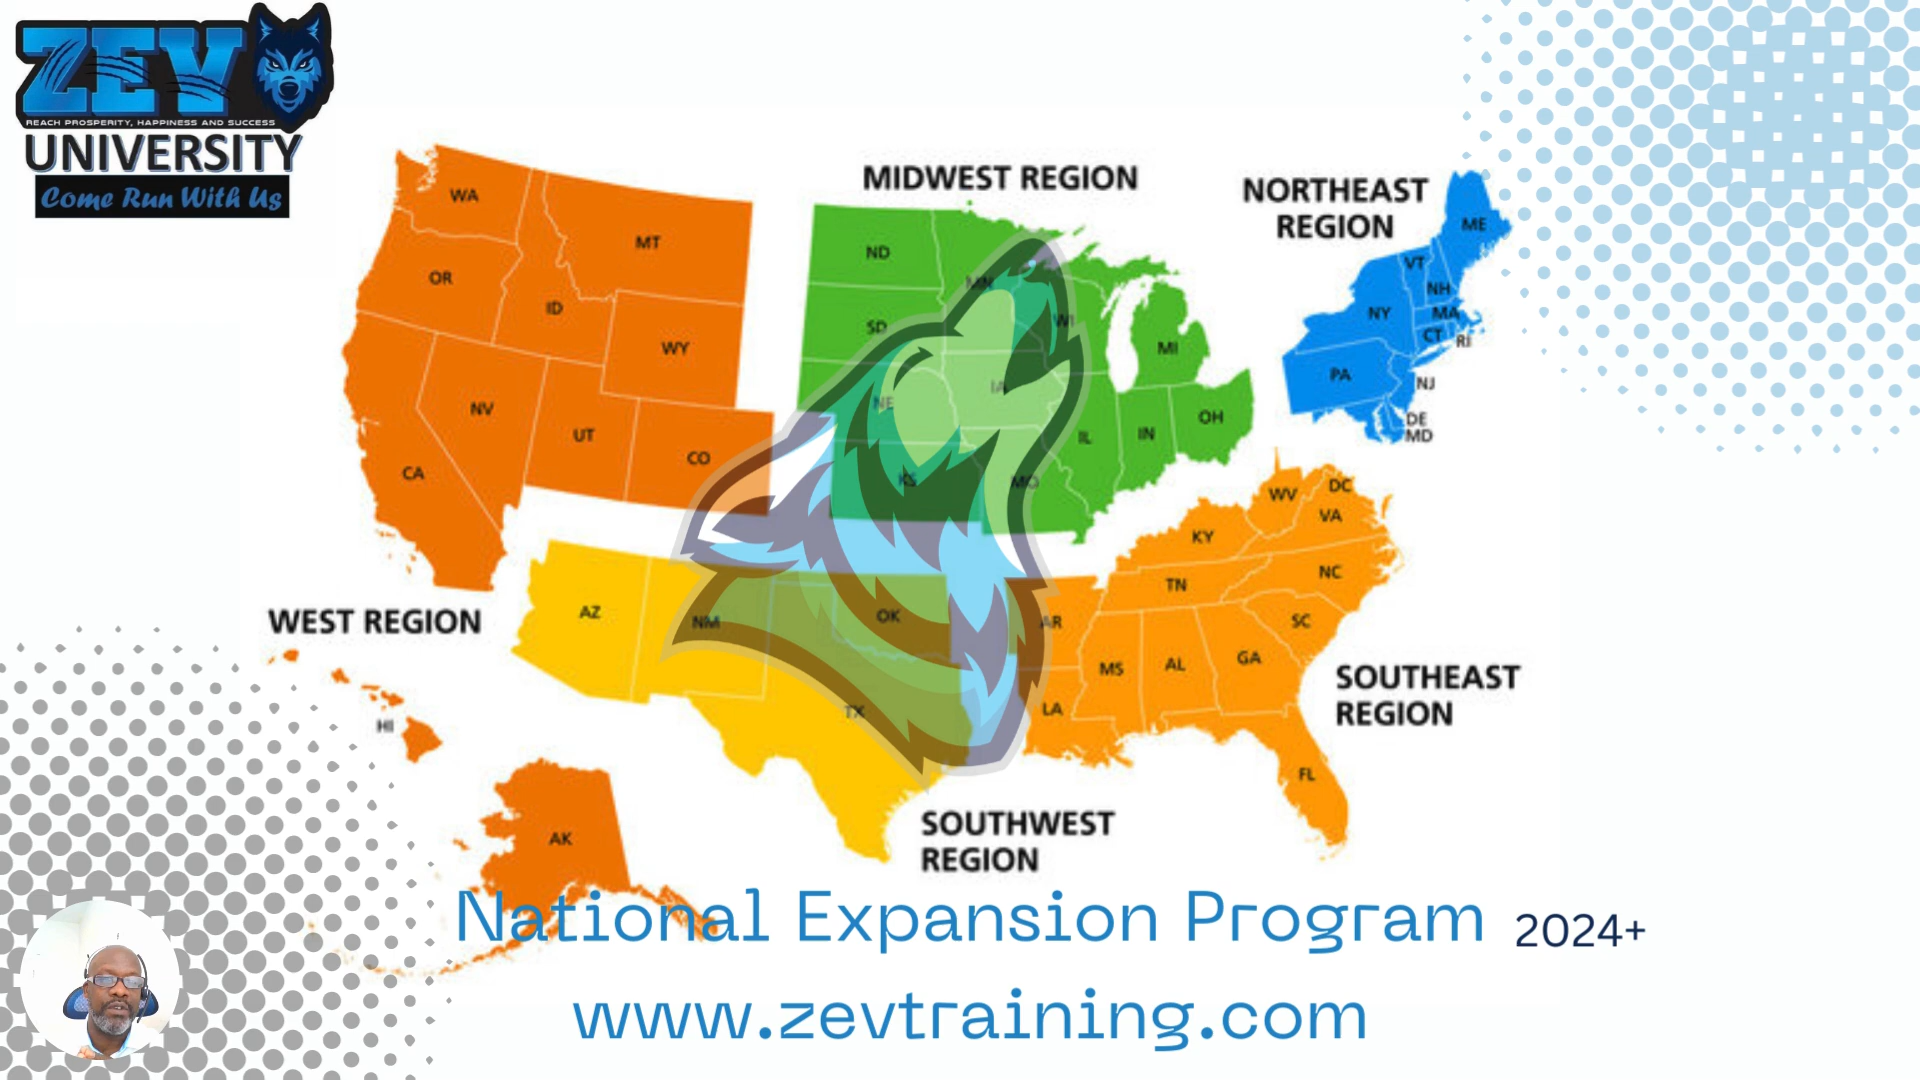 ZEV
REACH PROSPERITY, HAPPINESS AND SUCCESS
UNIVERSITY
Come Run With Us
MIDWEST REGION
NORTHEAST
REGION
WA
MT
OR
ID
WY
NV
UT
CO
CA
ND
MN
SD
WI
MI
NE
IA
IL
IN
OH
KS
MO
ME
VT
NH
NY
MA
CT
RI
PA
NJ
DE
MD
WV
DC
VA
KY
NC
TN
SC
AR
MS
AL
GA
LA
FL
WEST REGION
AZ
NM
OK
TX
HI
AK
SOUTHEAST
REGION
SOUTHWEST
REGION
National Expansion Program 2024+
www.zevtraining.com